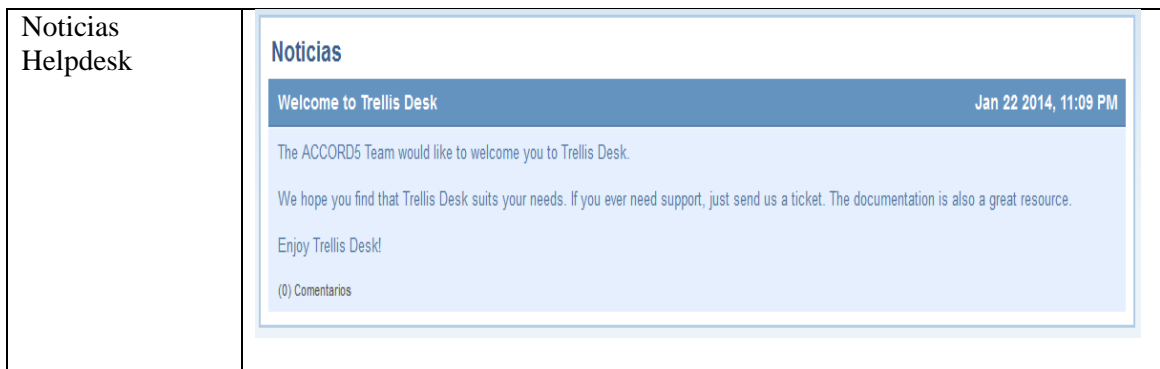 Noticias
Helpdesk
Noticias
Welcome to Trellis Desk Jan 22 2014, 11:09 PM
The ACCORD5 Team would like to welcome you to Trellis Desk.
We hope you find that Trellis Desk suits your needs. If you ever need support, just send us a ticket. The documentation is also a great resource.
Enjoy Trellis Desk!
(0) Comentarios